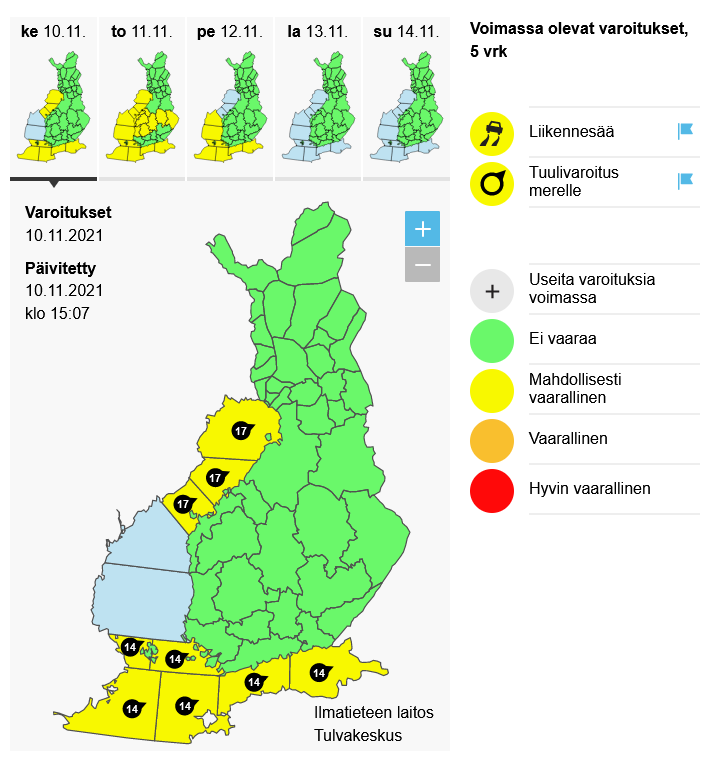 ke 10.11. to 11.11. pe 12.11. la 13.11. su 14.11.
Varoitukset
10.11.2021
Päivitetty
10.11.2021
klo 15:07
+
−
17
17
17
14
14
14
14
14
14
Ilmatieteen laitos
Tulvakeskus
Voimassa olevat varoitukset,
5 vrk
Liikennesää
Tuulivaroitus
merelle
+
Useita varoituksia
voimassa
Ei vaaraa
Mahdollisesti
vaarallinen
Vaarallinen
Hyvin vaarallinen